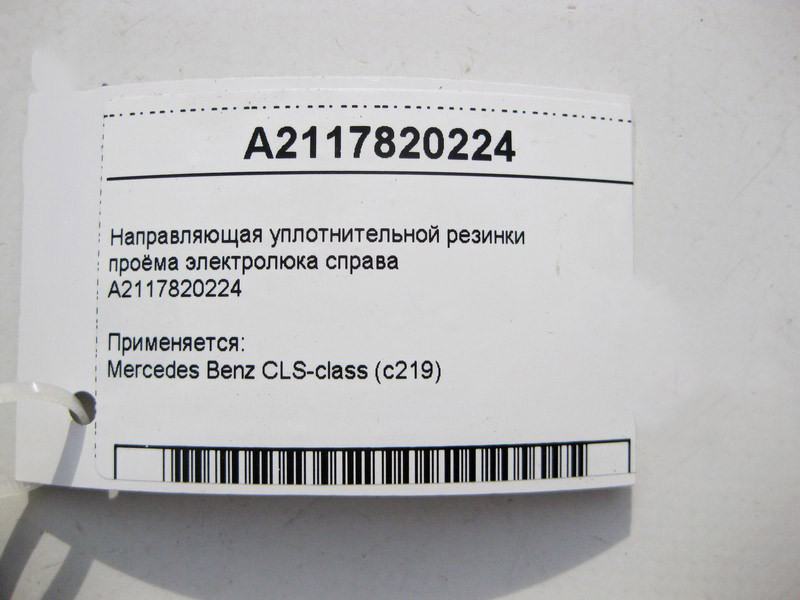 A2117820224
Направляющая уплотнительной резинки
проёма электролюка справа
A2117820224
Применяется:
Mercedes Benz CLS-class (c219)